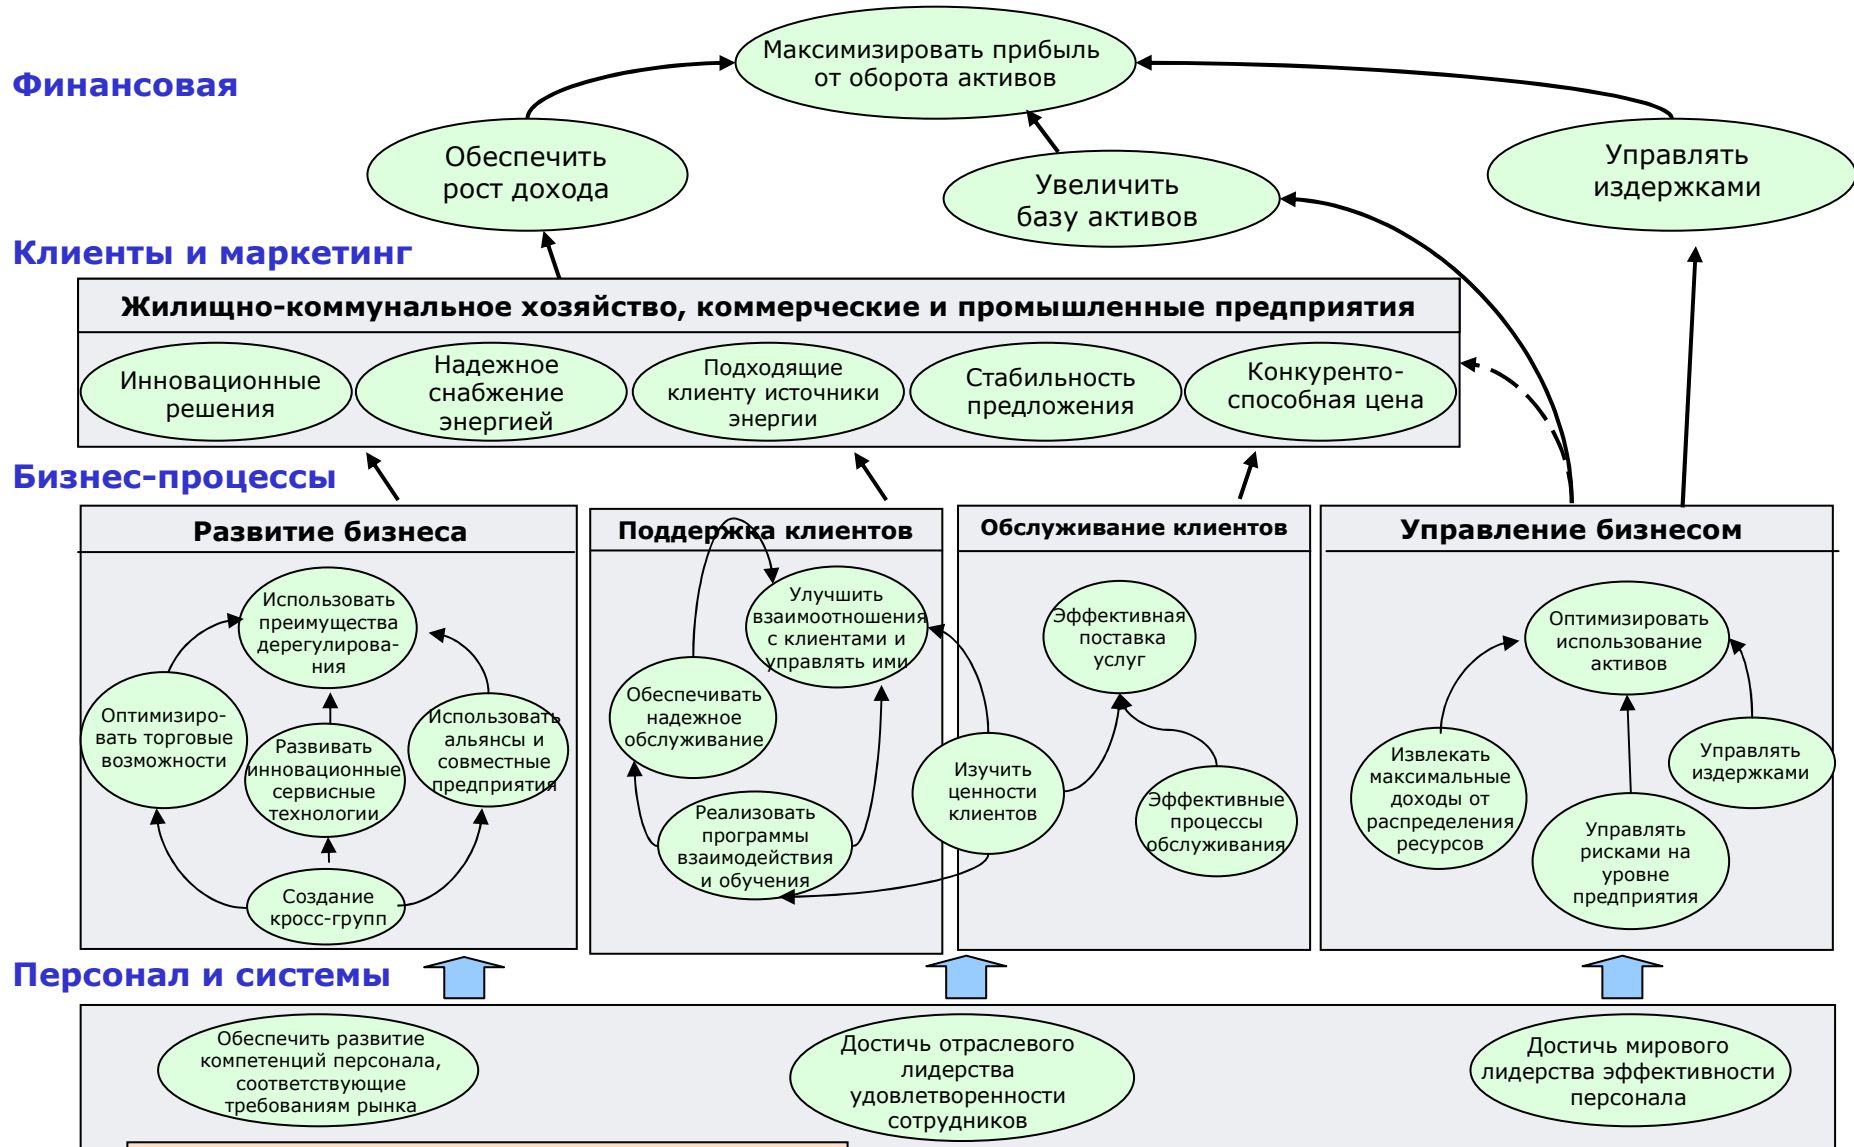 Максимизировать прибыль
от оборота активов
Финансовая
Обеспечить
рост дохода
Увеличить
базу активов
Управлять
издержками
Клиенты и маркетинг
Жилищно-коммунальное хозяйство, коммерческие и промышленные предприятия
Инновационные
решения
Надежное
снабжение
энергией
Подходящие
клиенту источники
энергии
Стабильность
предложения
Конкуренто-
способная цена
Бизнес-процессы
Развитие бизнеса
Использовать
преимущества
дерегулирова-
ния
Оптимизиро-
вать торговые
возможности
Развивать
инновационные
сервисные
технологии
Использовать
альянсы и
совместные
предприятия
Создание
кросс-групп
Поддержка клиентов
Улучшить
взаимоотношения
с клиентами и
управлять ими
Обеспечивать
надежное
обслуживание
Реализовать
программы
взаимодействия
и обучения
Обслуживание клиентов
Эффективная
поставка
услуг
Изучить
ценности
клиентов
Эффективные
процессы
обслуживания
Управление бизнесом
Оптимизировать
использование
активов
Извлекать
максимальные
доходы от
распределения
ресурсов
Управлять
рисками на
уровне
предприятия
Управлять
издержками
Персонал и системы
Обеспечить развитие
компетенций персонала,
соответствующие
требованиям рынка
Достичь отраслевого
лидерства
удовлетворенности
сотрудников
Достичь мирового
лидерства эффективности
персонала